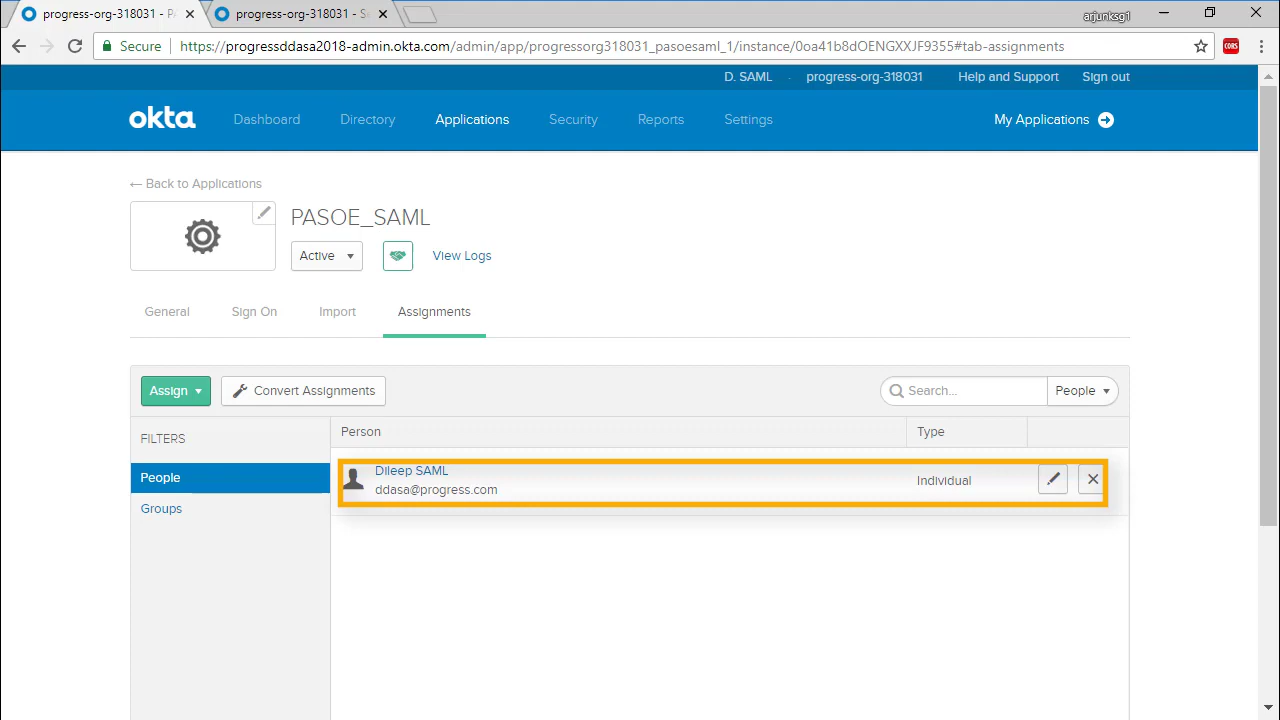 progress-org-318031 - P
progress-org-318031 - S
arjunksg1
Secure
https://progressddasa2018-admin.okta.com/admin/app/progressorg318031_pasoesaml_1/instance/0oa41b8dOENGXXJF9355#tab-assignments
CORS
D. SAML · progress-org-318031 Help and Support Sign out
okta Dashboard Directory Applications Security Reports Settings My Applications
← Back to Applications
PASOE_SAML
Active View Logs
General Sign On Import Assignments
Assign Convert Assignments Search... People
FILTERS Person Type
People
Dileep SAML
ddasa@progress.com Individual
Groups